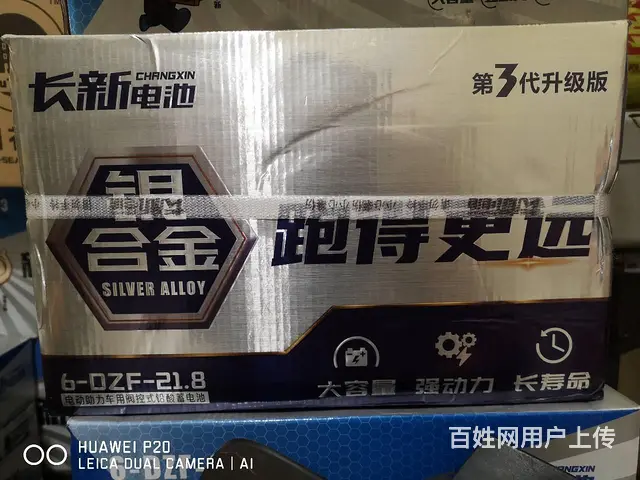 长新电池
CHANGXIN
第3代升级版
银
合金
SILVER ALLOY
跑得更远
大容量
强动力
长寿命
6-DZF-21.8
电动助力车用阀控式铅酸蓄电池
HUAWEI P20
LEICA DUAL CAMERA | AI
百姓网用户上传
6-DZF
ANGXIN